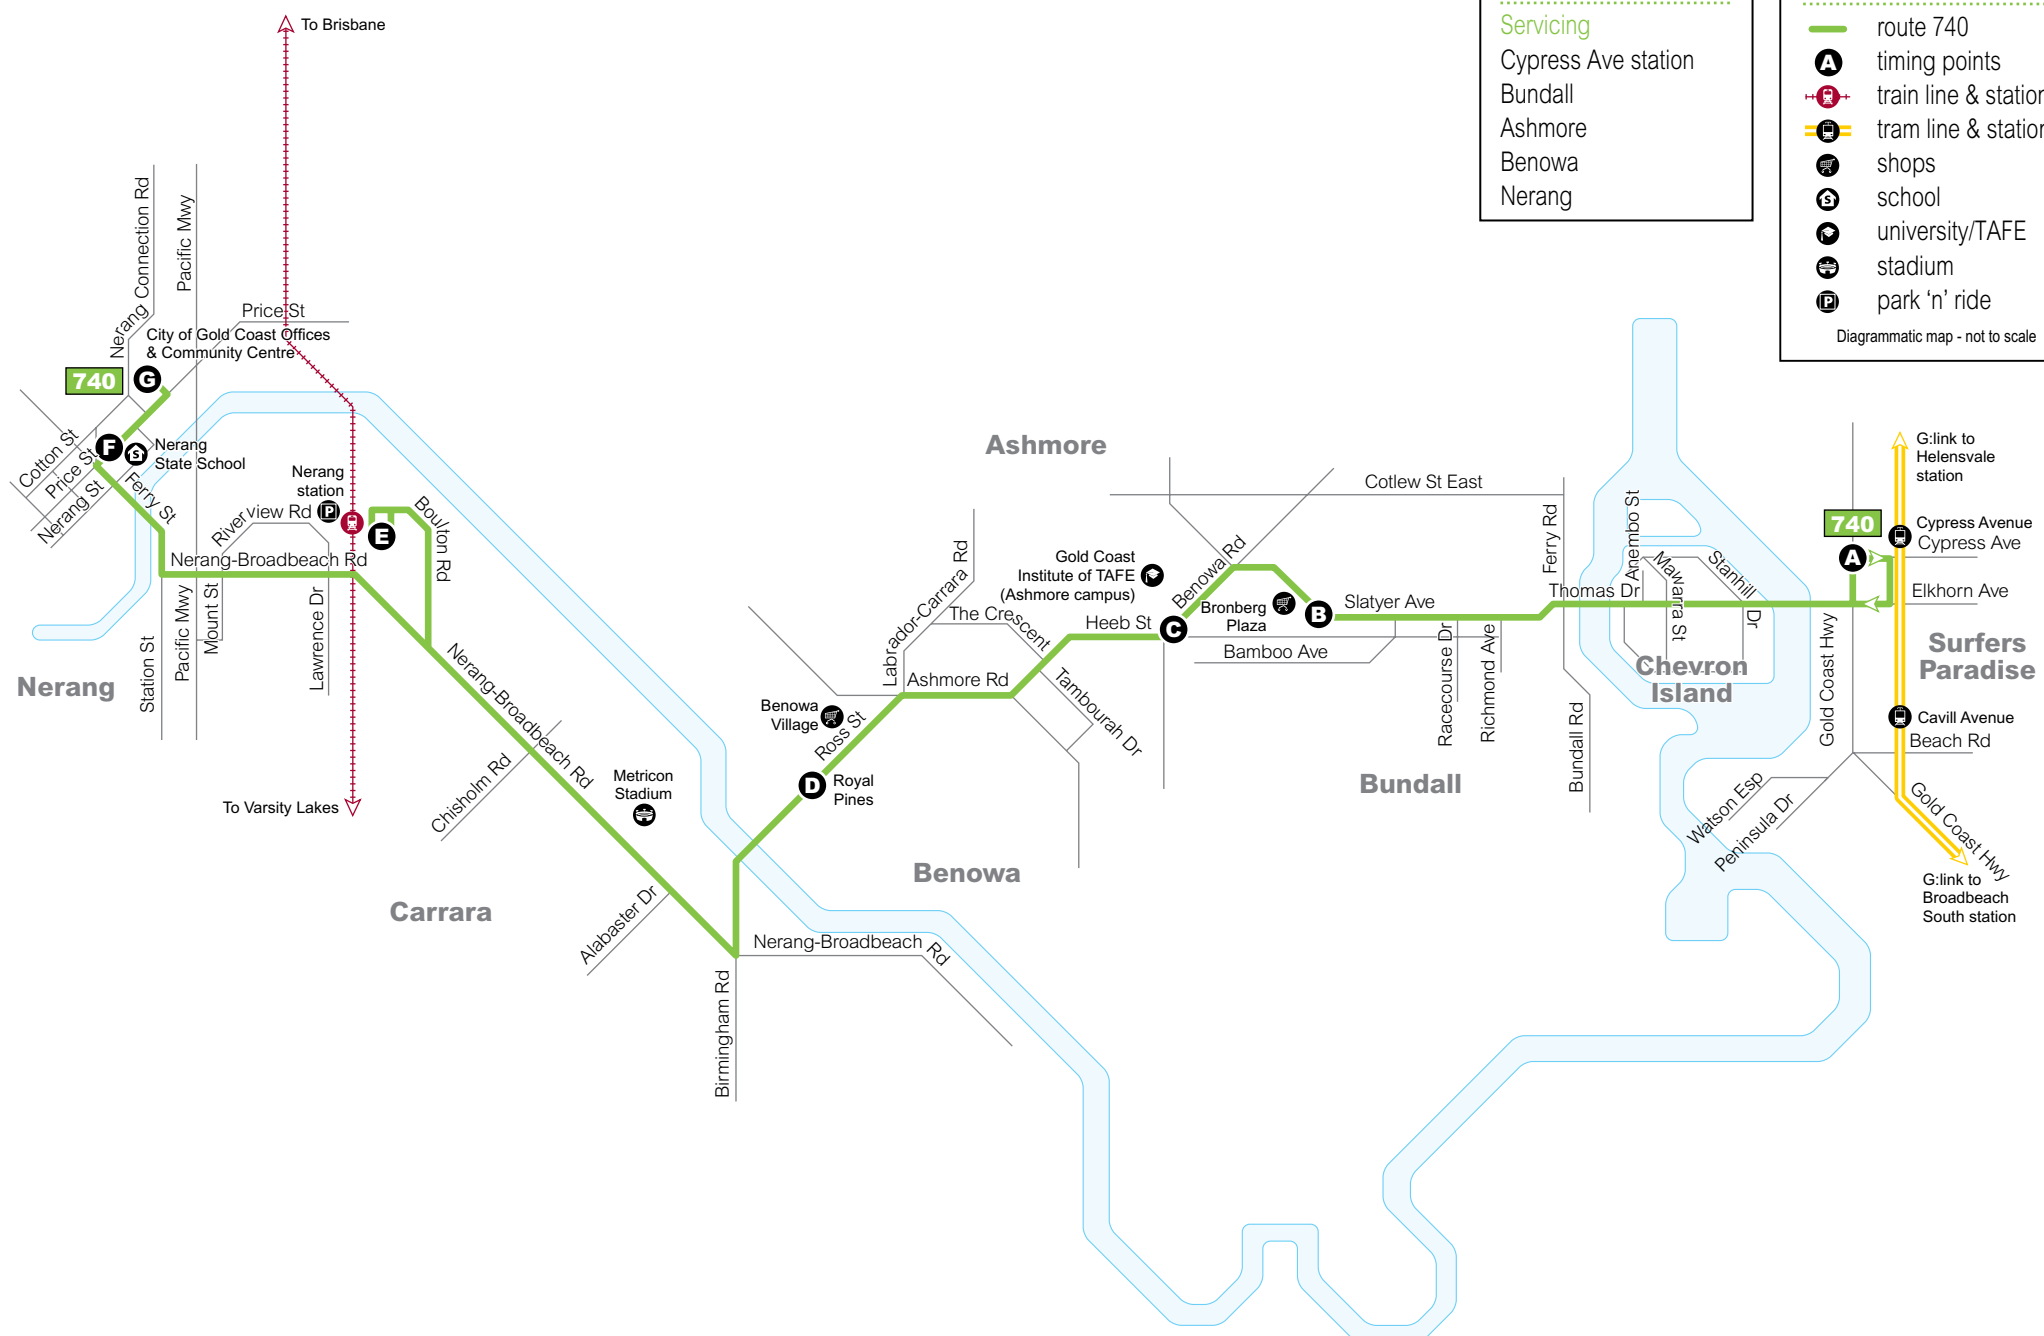 To Brisbane
Servicing
Cypress Ave station
Bundall
Ashmore
Benowa
Nerang
route 740
A
timing points
train line & station
tram line & station
shops
S
school
university/TAFE
stadium
P
park ‘n’ ride
Diagrammatic map - not to scale
Nerang Connection Rd
Pacific Mwy
Price St
City of Gold Coast Offices
& Community Centre
740
G
Cotton St
Price St
Nerang St
F
S
Nerang
State School
Ferry St
Nerang
station
P
River view Rd
E
Boulton Rd
Nerang-Broadbeach Rd
Station St
Pacific Mwy
Mount St
Lawrence Dr
Nerang
To Varsity Lakes
Nerang-Broadbeach Rd
Chisholm Rd
Metricon
Stadium
Carrara
Alabaster Dr
Birmingham Rd
Nerang-Broadbeach Rd
Benowa
D
Royal
Pines
Benowa
Village
Ross St
Ashmore Rd
Labrador-Carrara Rd
The Crescent
Tambourah Dr
Ashmore
Gold Coast
Institute of TAFE
(Ashmore campus)
Heeb St
C
Benowa Rd
Bronberg
Plaza
B
Slatyer Ave
Bamboo Ave
Cotlew St East
Ferry Rd
Racecourse Dr
Richmond Ave
Bundall
Bundall Rd
Thomas Dr
Anembo St
Mawarra St
Stanhill Dr
Chevron
Island
740
A
Gold Coast Hwy
G:link to
Helensvale
station
Cypress Avenue
Cypress Ave
Elkhorn Ave
Surfers
Paradise
Cavill Avenue
Beach Rd
Watson Esp
Peninsula Dr
Gold Coast Hwy
G:link to
Broadbeach
South station